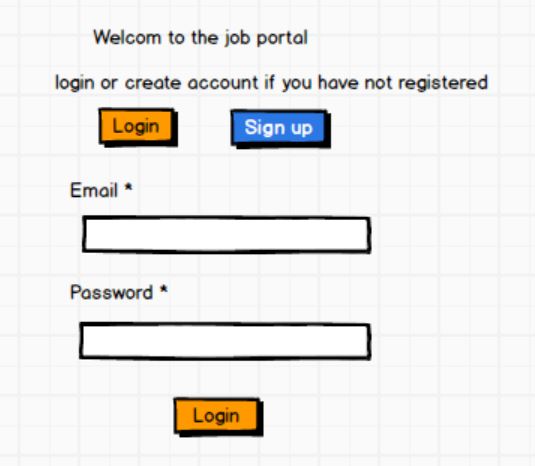 Welcom to the job portal
login or create account if you have not registered
Login Sign up
Email *
Password *
Login